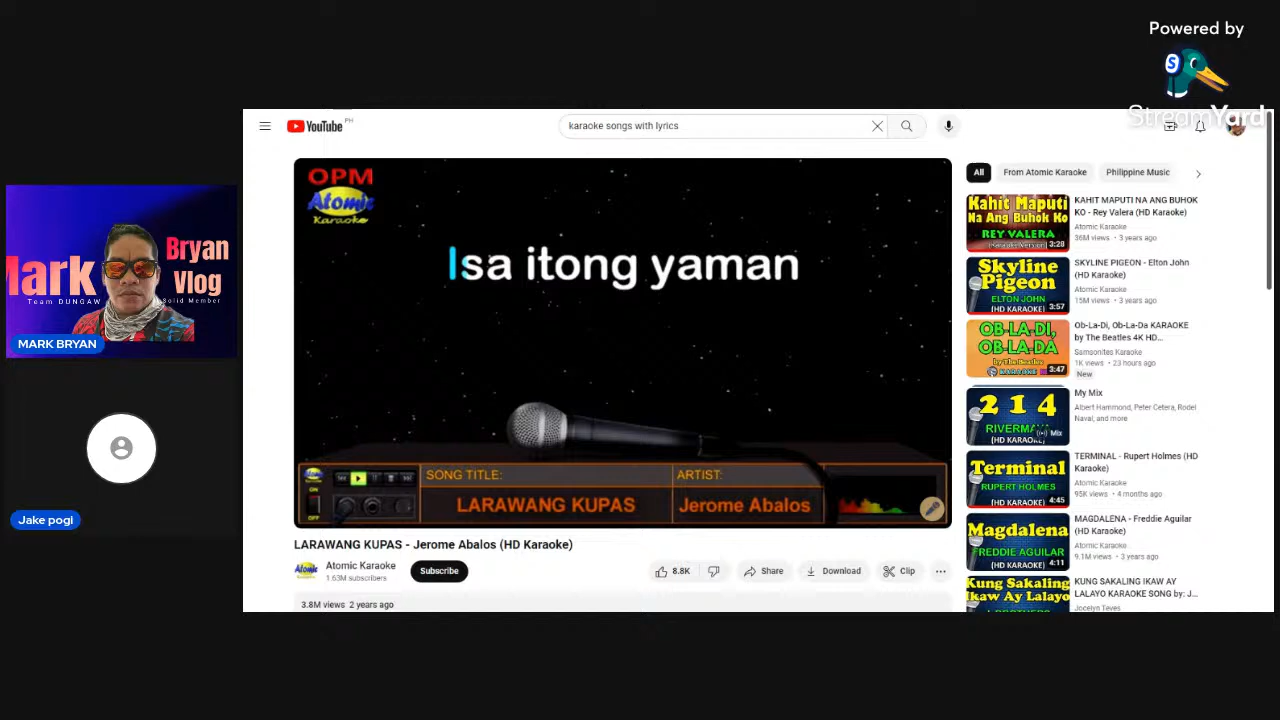 Powered by
StreamYard
YouTube PH
karaoke songs with lyrics
OPM
Atomic
Karaoke
Isa itong yaman
SONG TITLE:
ARTIST:
LARAWANG KUPAS
Jerome Abalos
ON
OFF
LARAWANG KUPAS - Jerome Abalos (HD Karaoke)
Atomic Karaoke
1.63M subscribers
Subscribe
8.8K
Share
Download
Clip
3.8M views 2 years ago
Mark
Bryan
Vlog
Team DUNGAW
Solid Member
MARK BRYAN
Jake pogi
All
From Atomic Karaoke
Philippine Music
Kahit Maputi
Na Ang Buhok Ko
REY VALERA
3:28
KAHIT MAPUTI NA ANG BUHOK
KO - Rey Valera (HD Karaoke)
Atomic Karaoke
36M views • 3 years ago
Skyline
Pigeon
ELTON JOHN
(HD KARAOKE)
3:57
SKYLINE PIGEON - Elton John
(HD Karaoke)
Atomic Karaoke
15M views • 3 years ago
OB-LA-DI,
OB-LA-DA
by The Beatles
3:47
Ob-La-Di, Ob-La-Da KARAOKE
by The Beatles 4K HD...
Samsonites Karaoke
1K views • 23 hours ago
New
2 1 4
RIVERMAYA
(HD KARAOKE)
Mix
My Mix
Albert Hammond, Peter Cetera, Rodel
Naval, and more
Terminal
RUPERT HOLMES
(HD KARAOKE)
4:45
TERMINAL - Rupert Holmes (HD
Karaoke)
Atomic Karaoke
95K views • 4 months ago
Magdalena
FREDDIE AGUILAR
(HD KARAOKE)
4:11
MAGDALENA - Freddie Aguilar
(HD Karaoke)
Atomic Karaoke
9.1M views • 3 years ago
Kung Sakaling
Ikaw Ay Lalayo
KUNG SAKALING IKAW AY
LALAYO KARAOKE SONG by: J...
Jocelyn Teves